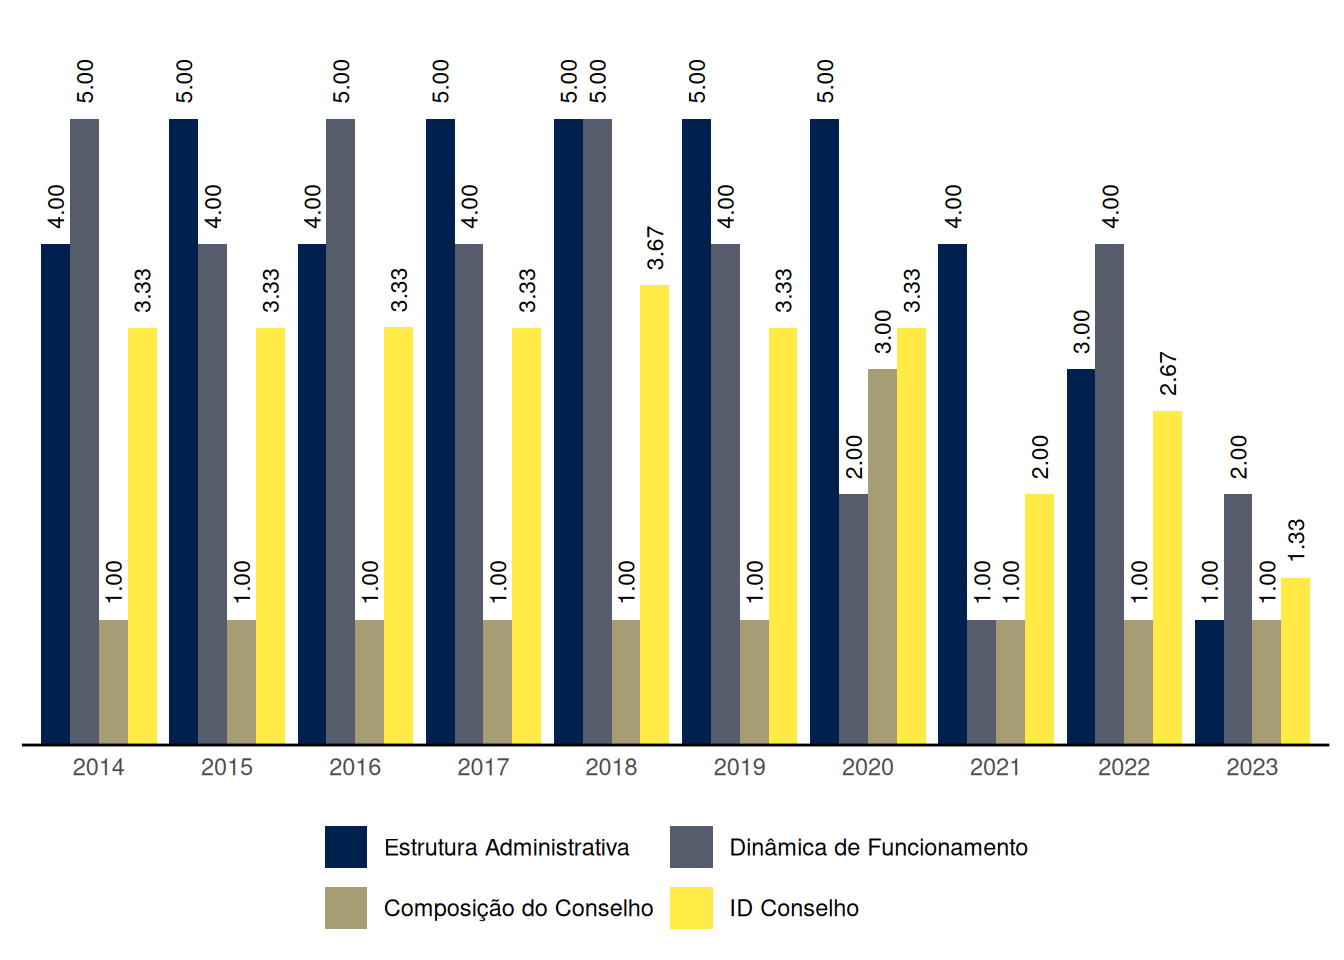 4.00 5.00 1.00 3.33 5.00 4.00 1.00 3.33 4.00 5.00 1.00 3.33 5.00 4.00 1.00 3.33 5.00 5.00 1.00 3.67 5.00 4.00 1.00 3.33 5.00 2.00 3.00 3.33 4.00 1.00 1.00 2.00 3.00 4.00 1.00 2.67 1.00 2.00 1.00 1.33
2014 2015 2016 2017 2018 2019 2020 2021 2022 2023
Estrutura Administrativa Dinâmica de Funcionamento
Composição do Conselho ID Conselho